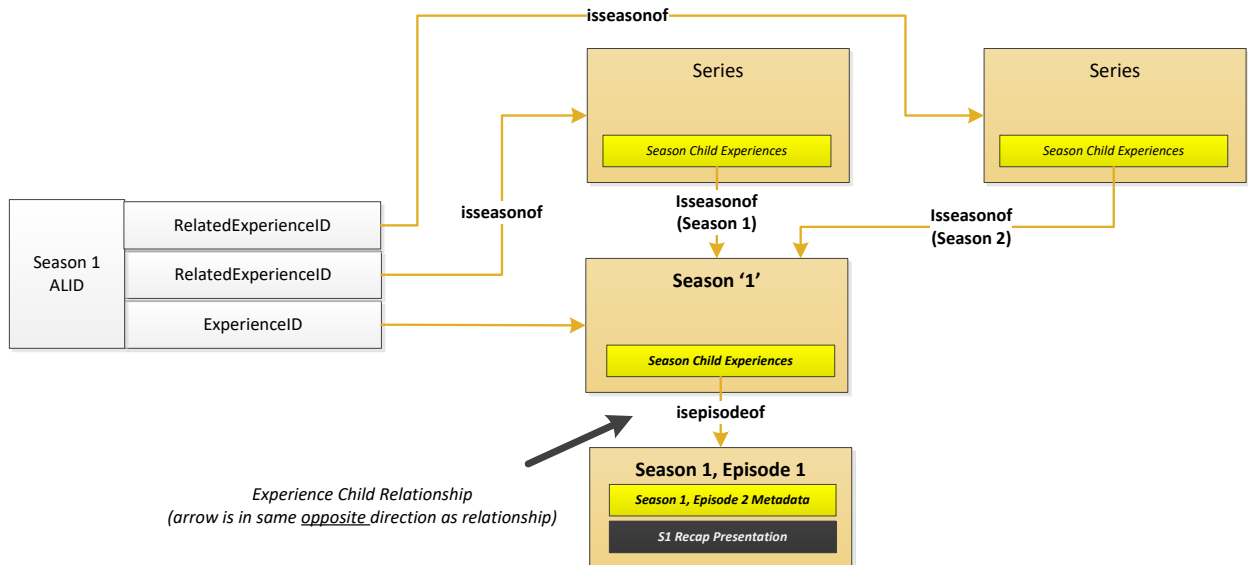 isseasonof
Series
Season Child Experiences
Series
Season Child Experiences
isseasonof
Isseasonof
(Season 1)
Isseasonof
(Season 2)
Season 1
ALID
RelatedExperienceID
RelatedExperienceID
ExperienceID
Season ‘1’
Season Child Experiences
isepisodeof
Experience Child Relationship
(arrow is in same opposite direction as relationship)
Season 1, Episode 1
Season 1, Episode 2 Metadata
S1 Recap Presentation